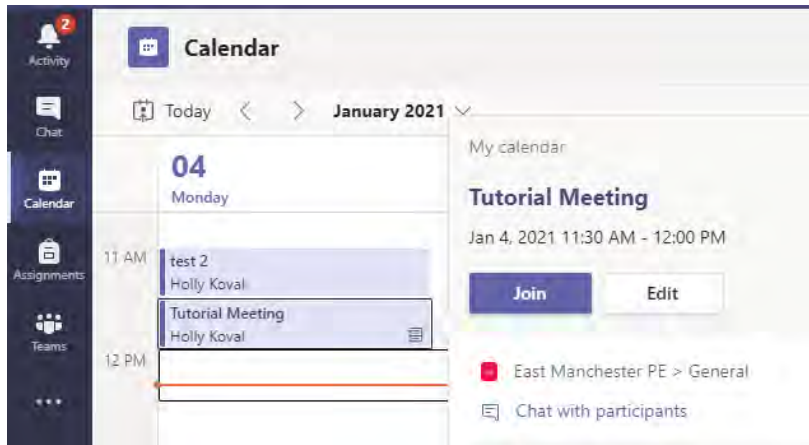 2
Activity
Chat
Calendar
Assignments
Teams
Calendar
Today
January 2021
04
Monday
11 AM
test 2
Holly Koval
Tutorial Meeting
Holly Koval
12 PM
My calendar
Tutorial Meeting
Jan 4, 2021 11:30 AM - 12:00 PM
Join
Edit
East Manchester PE > General
Chat with participants